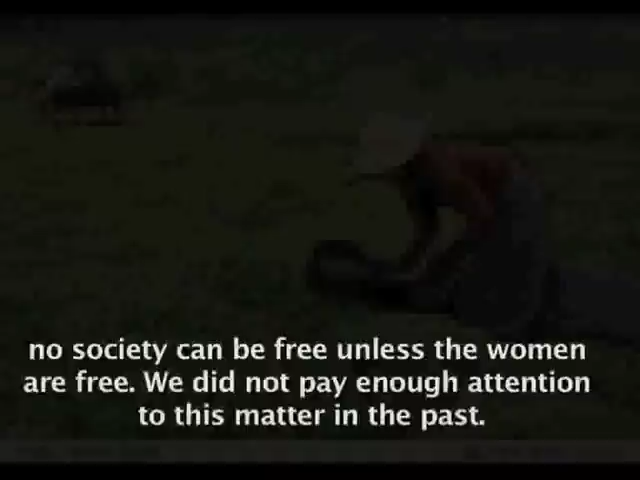 no society can be free unless the women
are free. We did not pay enough attention
to this matter in the past.